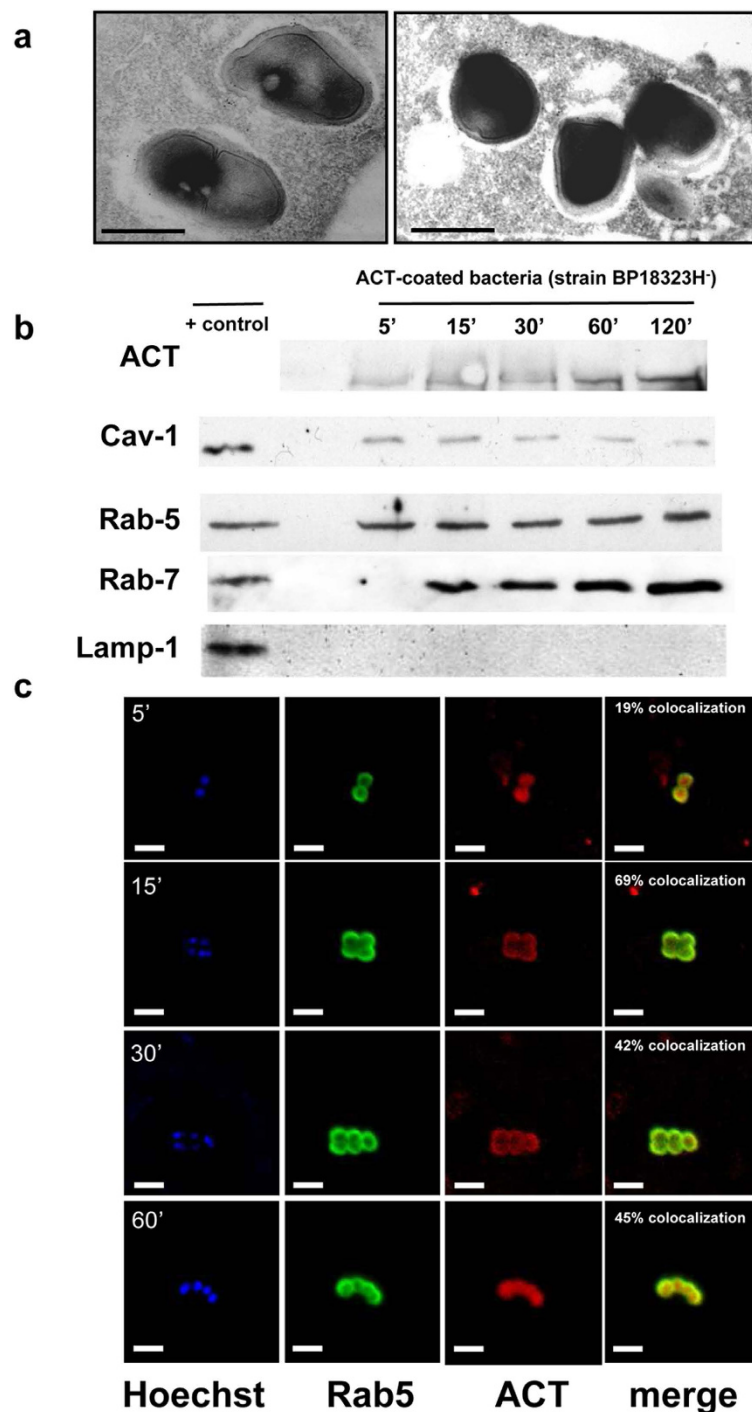 a
ACT-coated bacteria (strain BP18323H⁻)
b
+ control 5’ 15’ 30’ 60’ 120’
ACT
Cav-1
Rab-5
Rab-7
Lamp-1
c
5’ 19% colocalization
15’ 69% colocalization
30’ 42% colocalization
60’ 45% colocalization
Hoechst Rab5 ACT merge